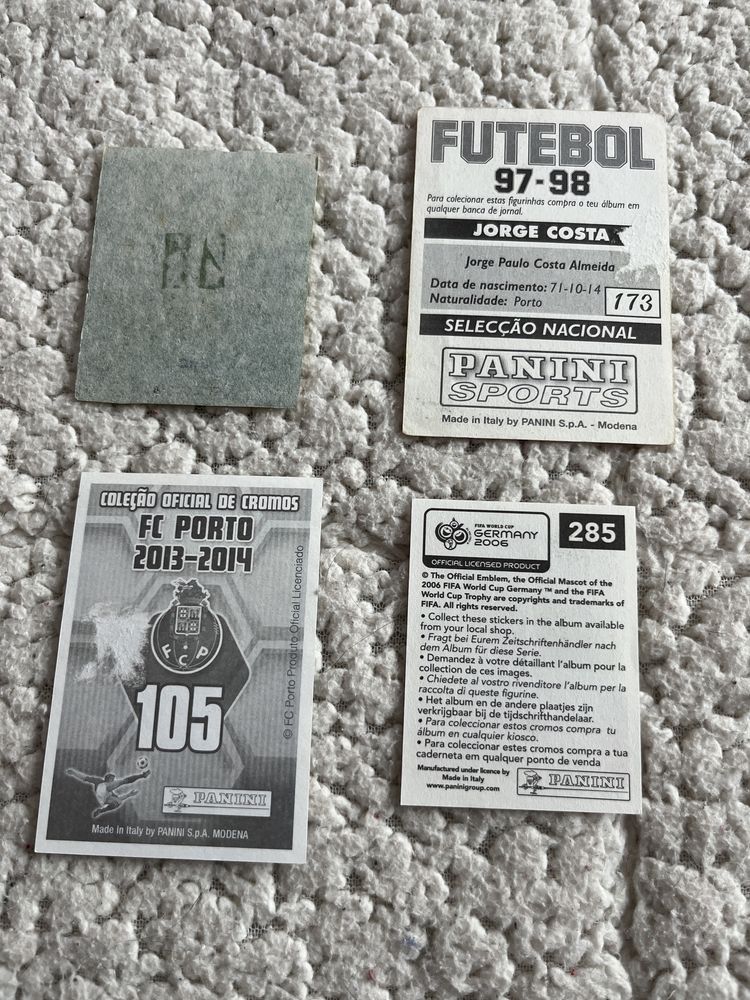 FUTEBOL
97-98
Para colecionar estas figurinhas compra o teu álbum em
qualquer banca de jornal.
JORGE COSTA
Jorge Paulo Costa Almeida
Data de nascimento: 71-10-14
Naturalidade: Porto
173
SELECÇÃO NACIONAL
PANINI
SPORTS
Made in Italy by PANINI S.p.A. - Modena
COLEÇÃO OFICIAL DE CROMOS
FC PORTO
2013-2014
© FC Porto Produto Oficial Licenciado
F C P
105
PANINI
Made in Italy by PANINI S.p.A. MODENA
FIFA WORLD CUP
GERMANY
2006
OFFICIAL LICENSED PRODUCT
285
© The Official Emblem, the Official Mascot of the
2006 FIFA World Cup Germany ™ and the FIFA
World Cup Trophy are copyrights and trademarks of
FIFA. All rights reserved.
• Collect these stickers in the album available
from your local shop.
• Fragt bei Eurem Zeitschriftenhändler nach
dem Album für diese Serie.
• Demandez à votre détaillant l'album pour la
collection de ces images.
• Chiedete al vostro rivenditore l'album per la
raccolta di queste figurine.
• Het album en de andere plaatjes zijn
verkrijgbaar bij de tijdschrifthandelaar.
• Para coleccionar estos cromos compra tu
álbum en cualquier kiosco.
• Para coleccionar estes cromos compra a tua
caderneta em qualquer ponto de venda
Manufactured under licence by
Made in Italy
www.paninigroup.com
PANINI